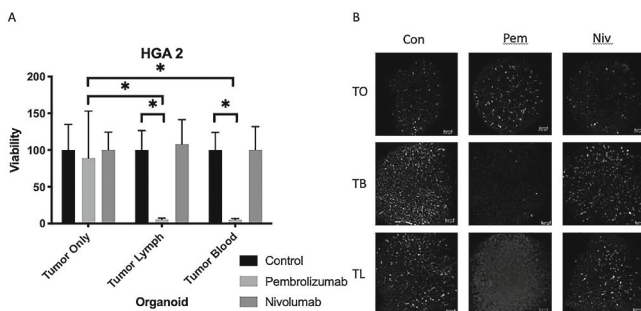 A
HGA 2
200
150
100
50
0
Viability
*
*
*
*
Tumor Only
Tumor Lymph
Tumor Blood
Organoid
Control
Pembrolizumab
Nivolumab
B
Con
Pem
Niv
TO
TB
TL